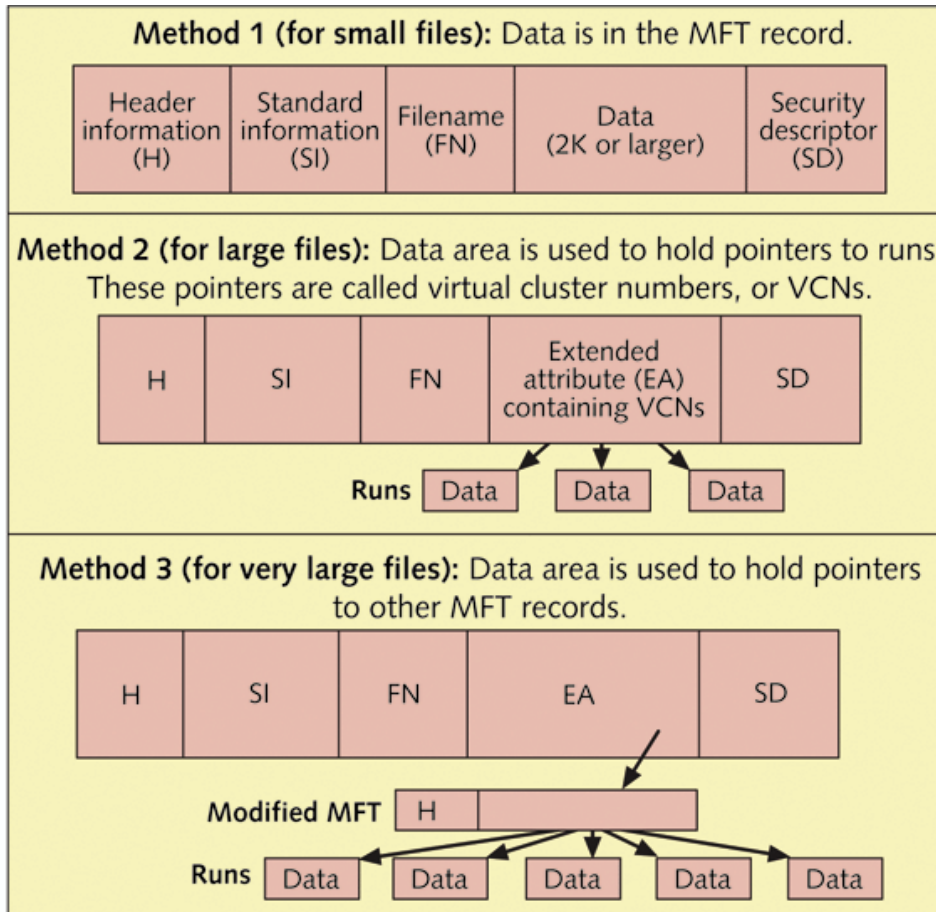 Method 1 (for small files): Data is in the MFT record.
Header information (H)
Standard information (SI)
Filename (FN)
Data (2K or larger)
Security descriptor (SD)
Method 2 (for large files): Data area is used to hold pointers to runs
These pointers are called virtual cluster numbers, or VCNs.
H
SI
FN
Extended attribute (EA) containing VCNs
SD
Runs Data Data Data
Method 3 (for very large files): Data area is used to hold pointers
to other MFT records.
H SI FN EA SD
Modified MFT H
Runs Data Data Data Data Data